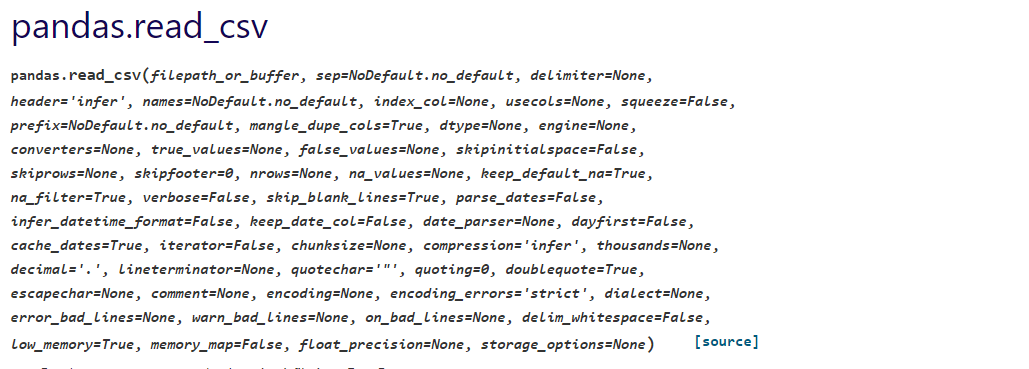 pandas.read_csv
pandas.read_csv(filepath_or_buffer, sep=NoDefault.no_default, delimiter=None,
header='infer', names=NoDefault.no_default, index_col=None, usecols=None, squeeze=False,
prefix=NoDefault.no_default, mangle_dupe_cols=True, dtype=None, engine=None,
converters=None, true_values=None, false_values=None, skipinitialspace=False,
skiprows=None, skipfooter=0, nrows=None, na_values=None, keep_default_na=True,
na_filter=True, verbose=False, skip_blank_lines=True, parse_dates=False,
infer_datetime_format=False, keep_date_col=False, date_parser=None, dayfirst=False,
cache_dates=True, iterator=False, chunksize=None, compression='infer', thousands=None,
decimal='.', lineterminator=None, quotechar='"', quoting=0, doublequote=True,
escapechar=None, comment=None, encoding=None, encoding_errors='strict', dialect=None,
error_bad_lines=None, warn_bad_lines=None, on_bad_lines=None, delim_whitespace=False,
low_memory=True, memory_map=False, float_precision=None, storage_options=None) [source]